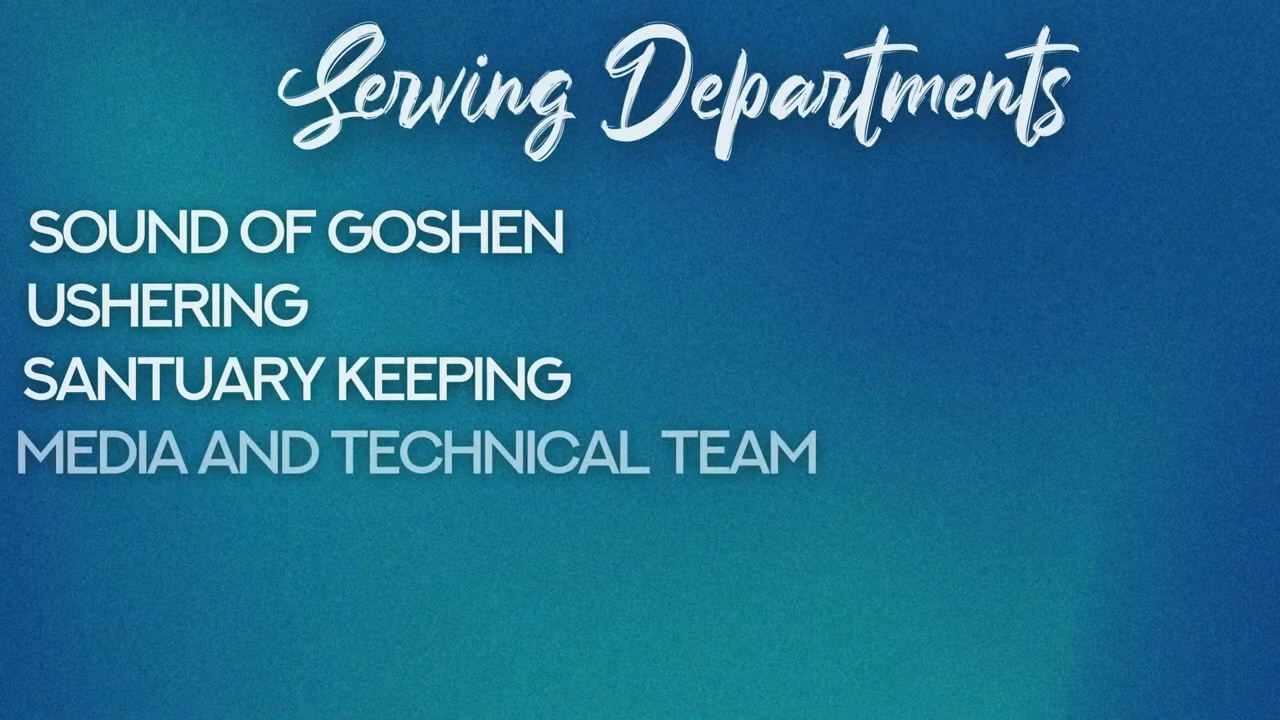 Serving Departments
SOUND OF GOSHEN
USHERING
SANTUARY KEEPING
MEDIA AND TECHNICAL TEAM